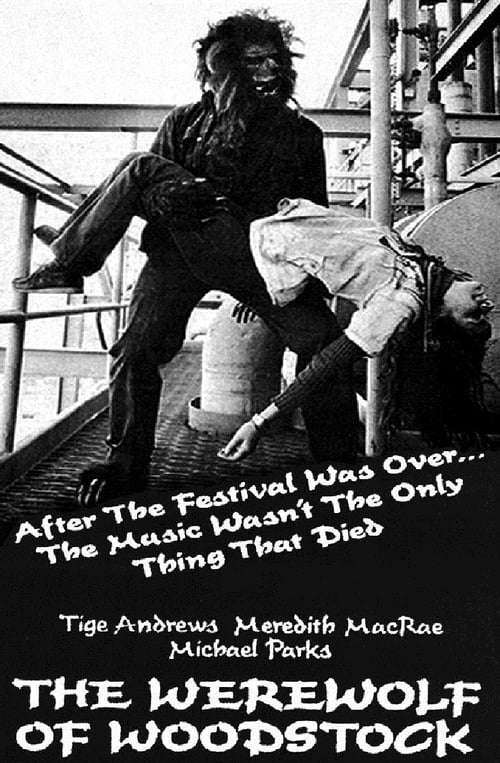 After The Festival Was Over...
The Music Wasn't The Only
Thing That Died
Tige Andrews Meredith MacRae
Michael Parks
THE WEREWOLF
OF WOODSTOCK